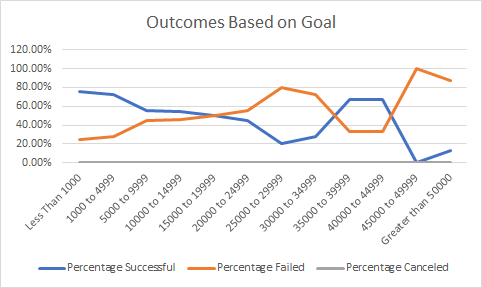 Outcomes Based on Goal
120.00%
100.00%
80.00%
60.00%
40.00%
20.00%
0.00%
Less Than 1000
1000 to 4999
5000 to 9999
10000 to 14999
15000 to 19999
20000 to 24999
25000 to 29999
30000 to 34999
35000 to 39999
40000 to 44999
45000 to 49999
Greater than 50000
Percentage Successful Percentage Failed Percentage Canceled